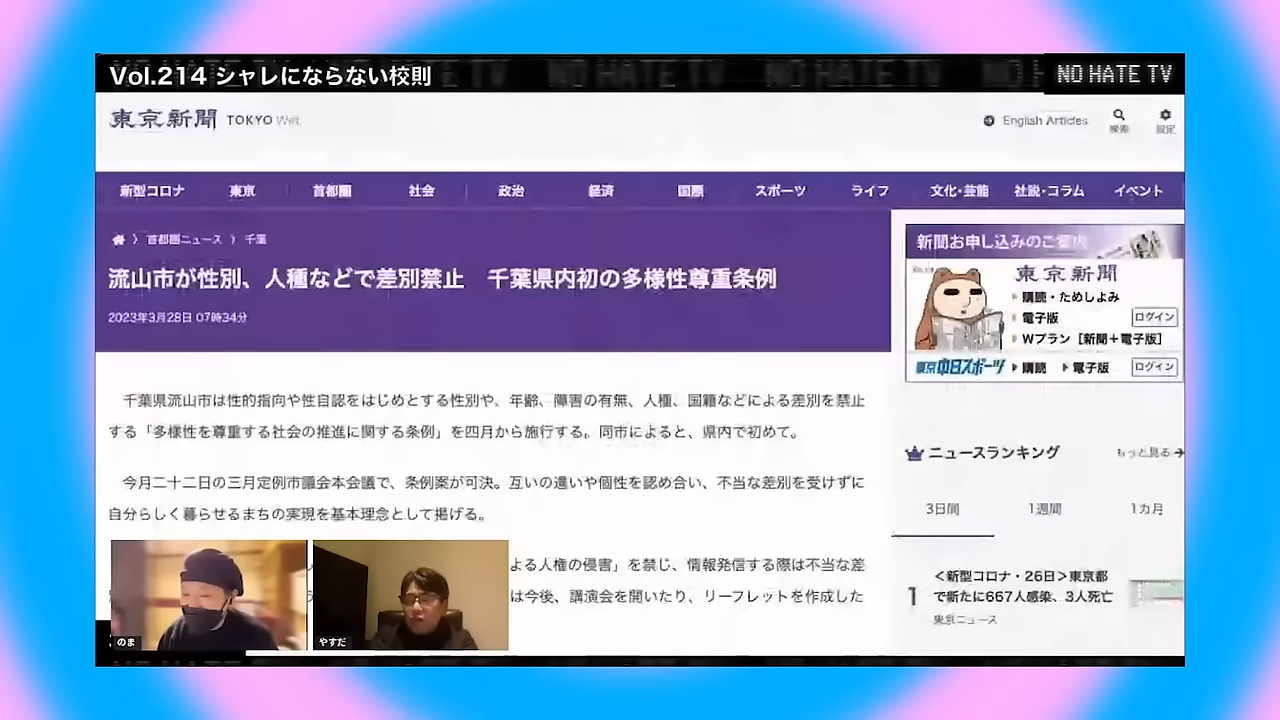 Vol.214 シャレにならない校則
NO HATE TV
東京新聞 TOKYO Web
English Articles
検索
設定
新型コロナ 東京 首都圏 社会 政治 経済 国際 スポーツ ライフ 文化・芸能 社説・コラム イベント
首都圏ニュース 〉 千葉
流山市が性別、人種などで差別禁止 千葉県内初の多様性尊重条例
2023年3月28日 07時34分
新聞お申し込みのご案内
東京新聞
購読・ためしよみ
電子版
ログイン
Wプラン［新聞＋電子版］
東京中日スポーツ
購読
電子版
ログイン
千葉県流山市は性的指向や性自認をはじめとする性別や、年齢、障害の有無、人種、国籍などによる差別を禁止
する「多様性を尊重する社会の推進に関する条例」を四月から施行する。同市によると、県内で初めて。
今月二十二日の三月定例市議会本会議で、条例案が可決。互いの違いや個性を認め合い、不当な差別を受けずに
自分らしく暮らせるまちの実現を基本理念として掲げる。
よる人権の侵害」を禁じ、情報発信する際は不当な差
は今後、講演会を開いたり、リーフレットを作成した
ニュースランキング
もっと見る
3日間
1週間
1カ月
1
＜新型コロナ・26日＞東京都
で新たに667人感染、3人死亡
東京ニュース
のま
やすだ